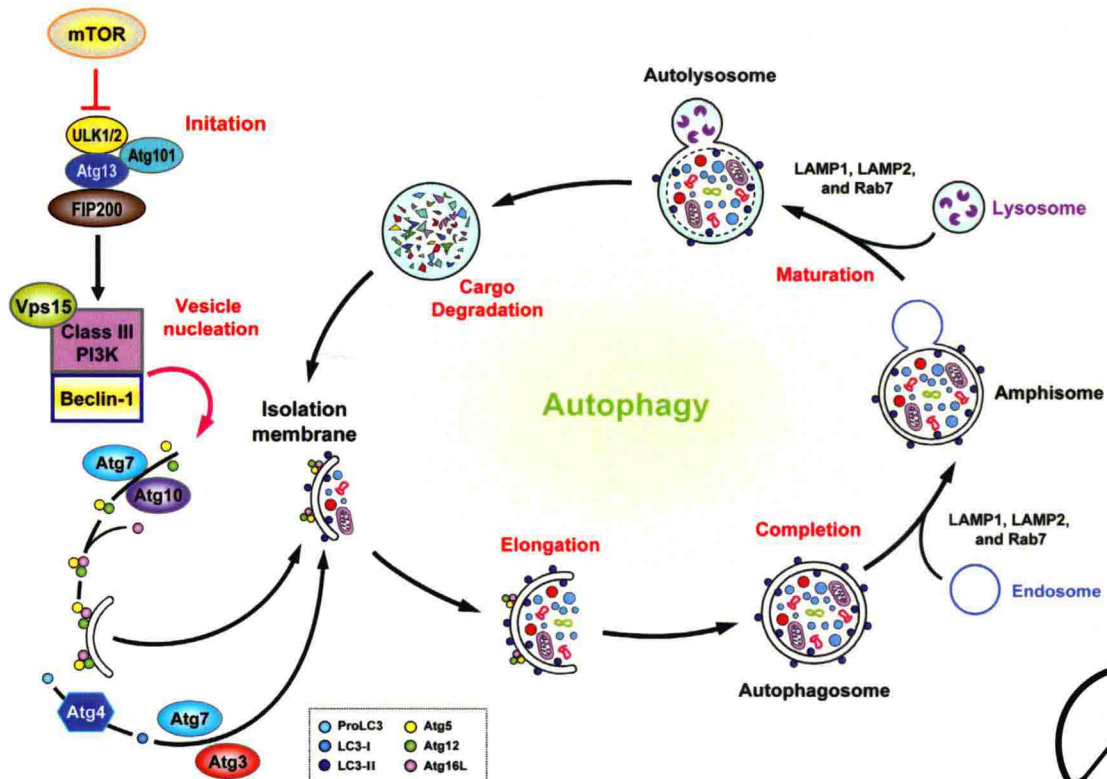 mTOR
ULK1/2
Initation
Atg101
Atg13
FIP200
Vps15
Class III
PI3K
Beclin-1
Vesicle
nucleation
Atg7
Atg10
Atg4
Atg7
Atg3
Isolation
membrane
Autophagy
Elongation
Completion
Autophagosome
LAMP1, LAMP2,
and Rab7
Endosome
Amphisome
Maturation
LAMP1, LAMP2,
and Rab7
Lysosome
Autolysosome
Cargo
Degradation
ProLC3
LC3-I
LC3-II
Atg5
Atg12
Atg16L